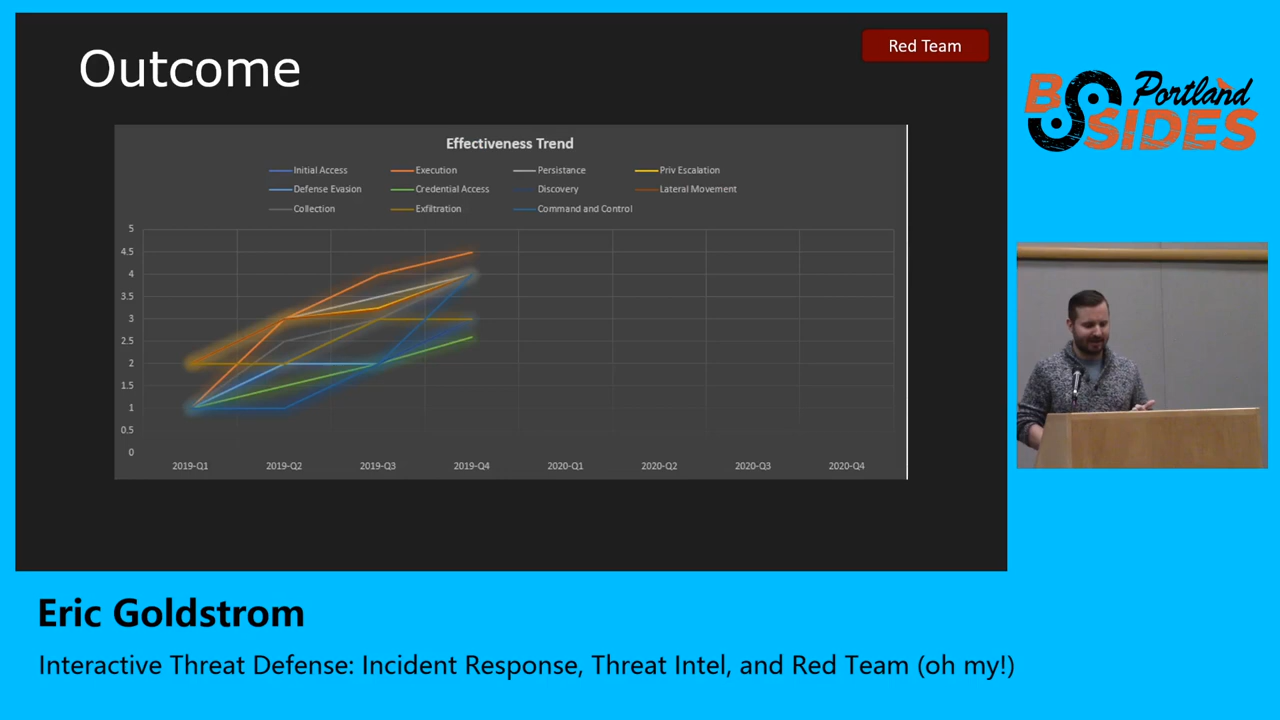 Outcome
Red Team
Effectiveness Trend
Initial Access Execution Persistance Priv Escalation
Defense Evasion Credential Access Discovery Lateral Movement
Collection Exfiltration Command and Control
5
4.5
4
3.5
3
2.5
2
1.5
1
0.5
0
2019-Q1 2019-Q2 2019-Q3 2019-Q4 2020-Q1 2020-Q2 2020-Q3 2020-Q4
B Portland
SIDES
Eric Goldstrom
Interactive Threat Defense: Incident Response, Threat Intel, and Red Team (oh my!)